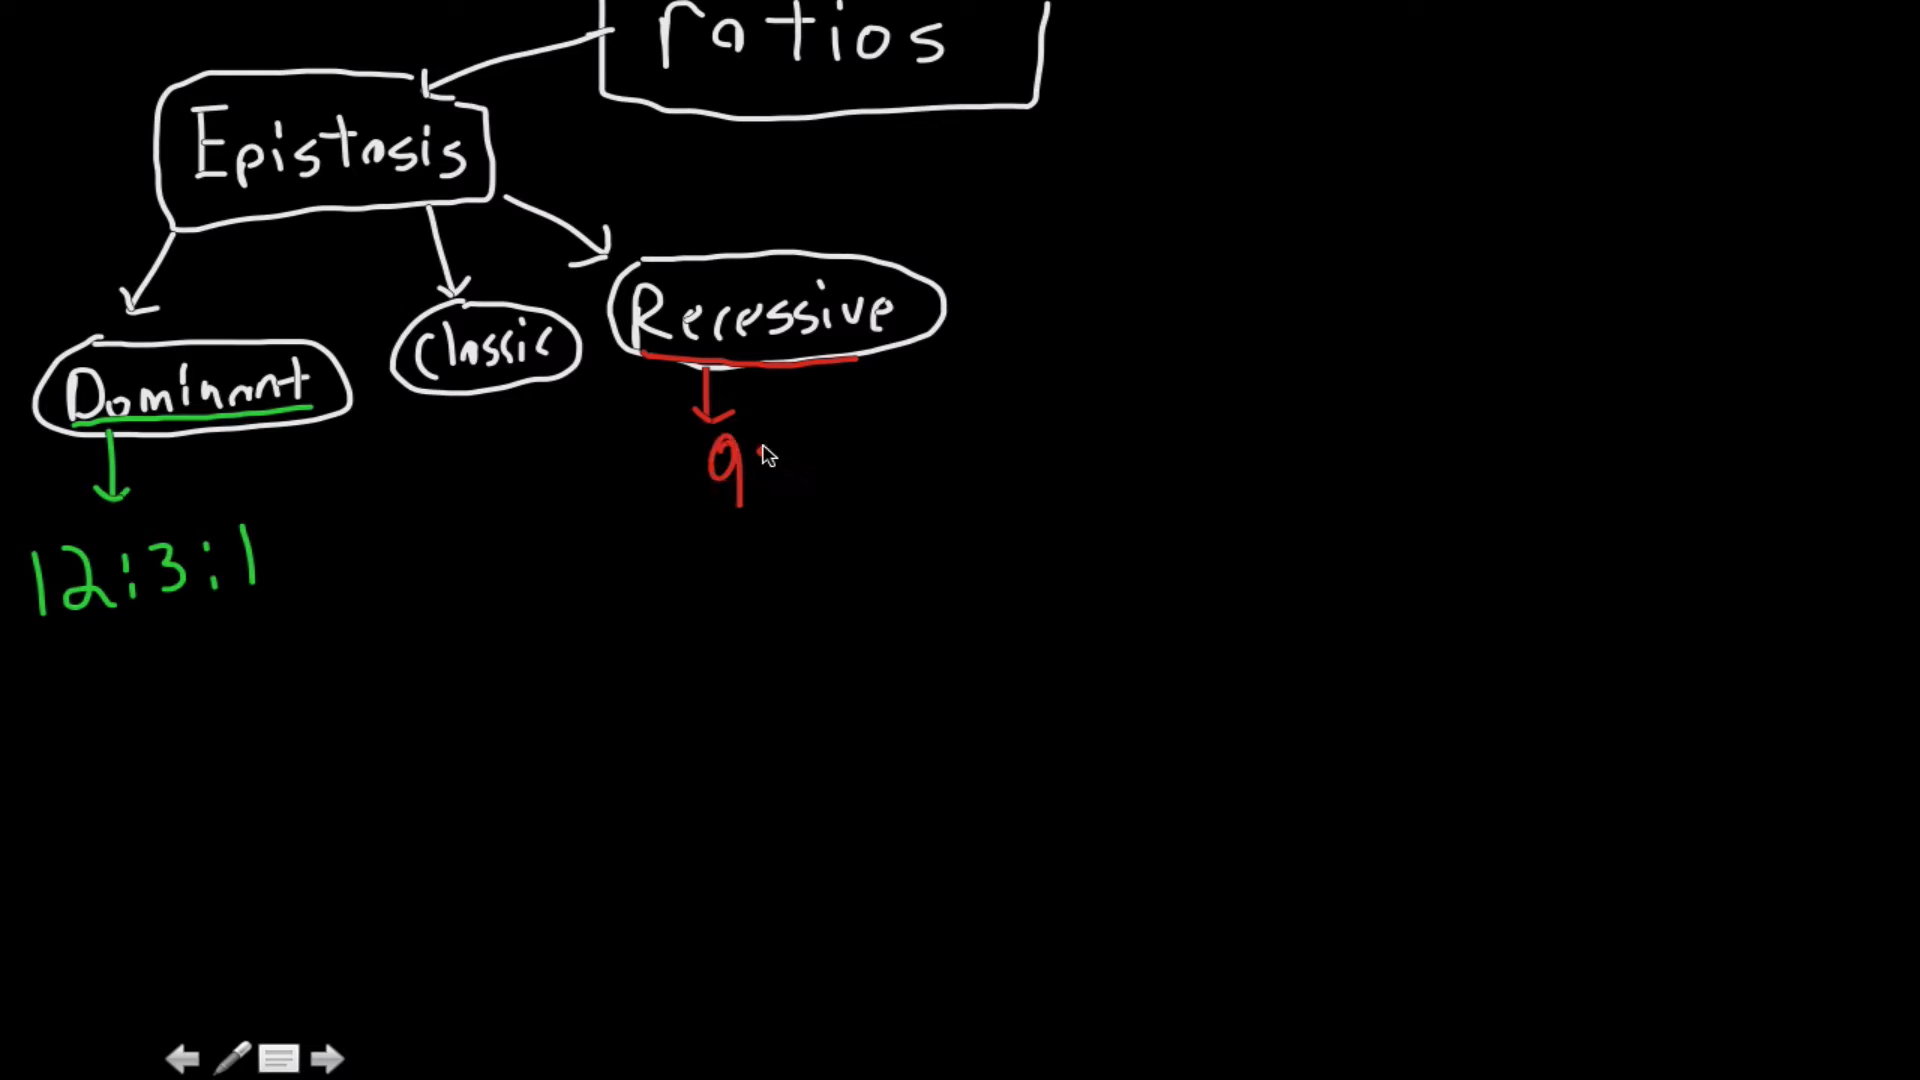 ratios
Epistasis
Dominant
Classic
Recessive
12:3:1
9